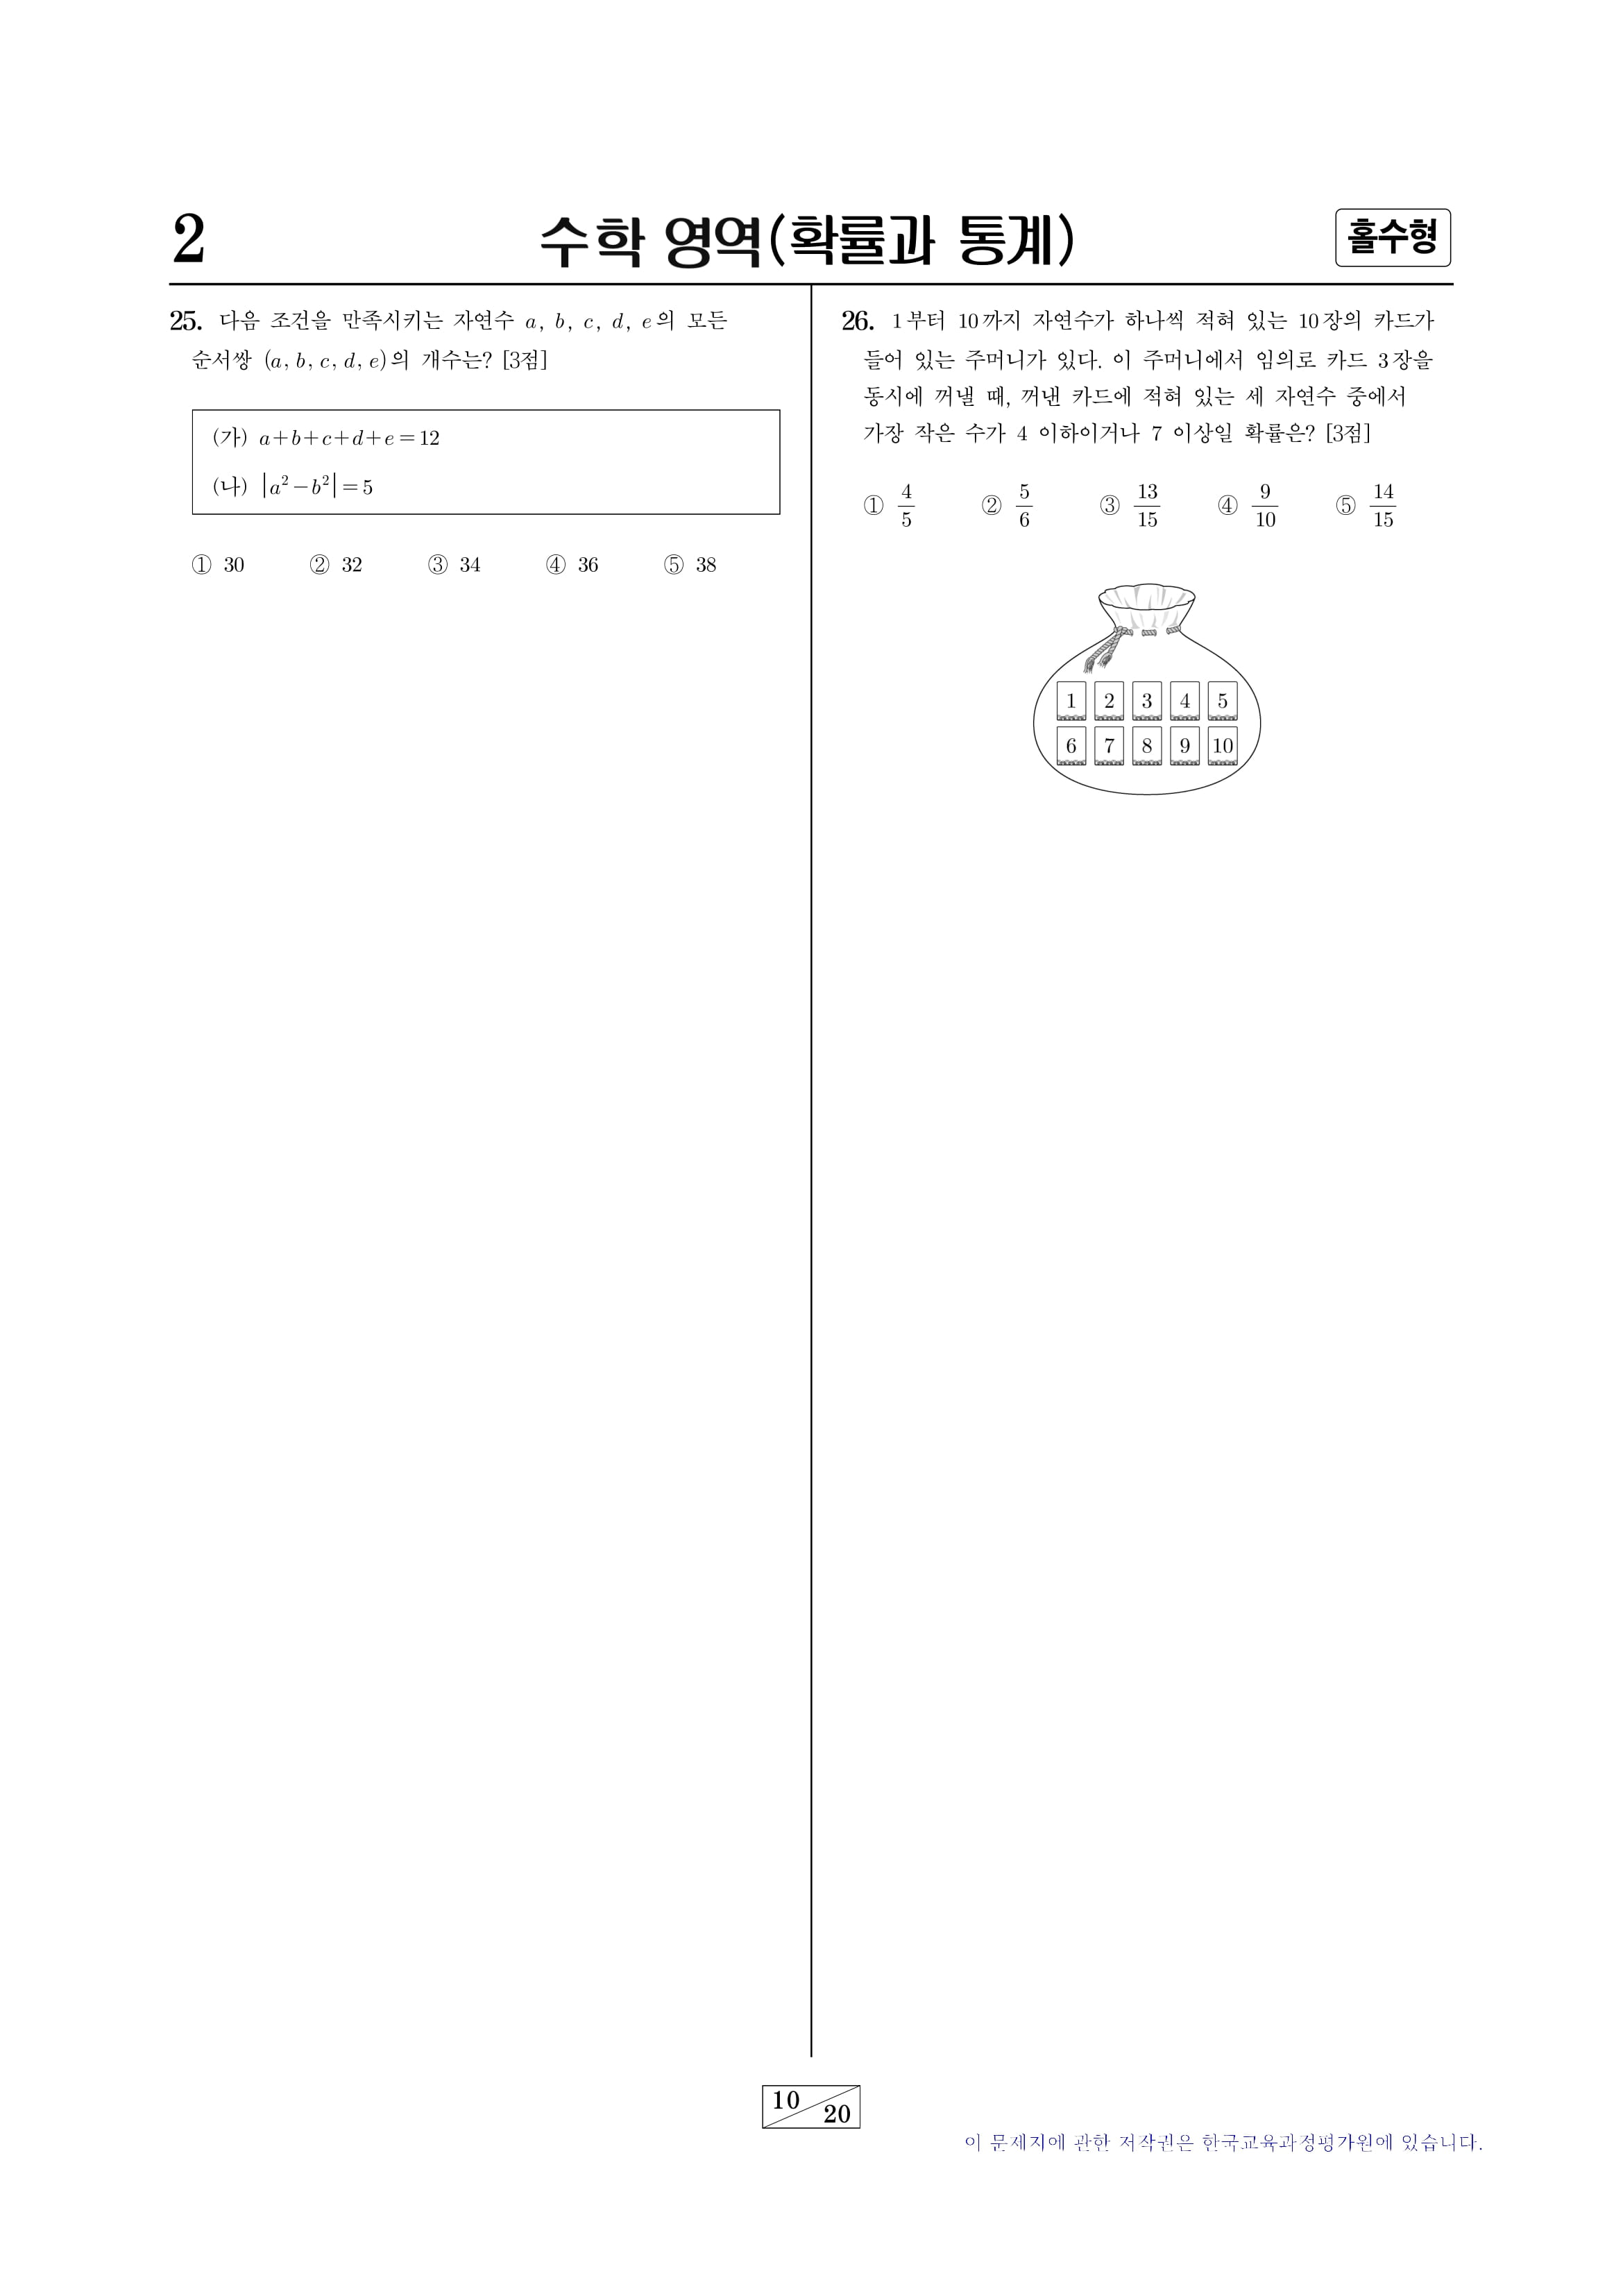 2
수학 영역(확률과 통계)
홀수형
25. 다음 조건을 만족시키는 자연수 a, b, c, d, e의 모든
순서쌍 (a, b, c, d, e)의 개수는? [3점]
(가) a+b+c+d+e=12
(나) |a²-b²|=5
① 30 ② 32 ③ 34 ④ 36 ⑤ 38
26. 1부터 10까지 자연수가 하나씩 적혀 있는 10장의 카드가
들어 있는 주머니가 있다. 이 주머니에서 임의로 카드 3장을
동시에 꺼낼 때, 꺼낸 카드에 적혀 있는 세 자연수 중에서
가장 작은 수가 4 이하이거나 7 이상일 확률은? [3점]
① 4/5 ② 5/6 ③ 13/15 ④ 9/10 ⑤ 14/15
1 2 3 4 5
6 7 8 9 10
10 20
이 문제지에 관한 저작권은 한국교육과정평가원에 있습니다.